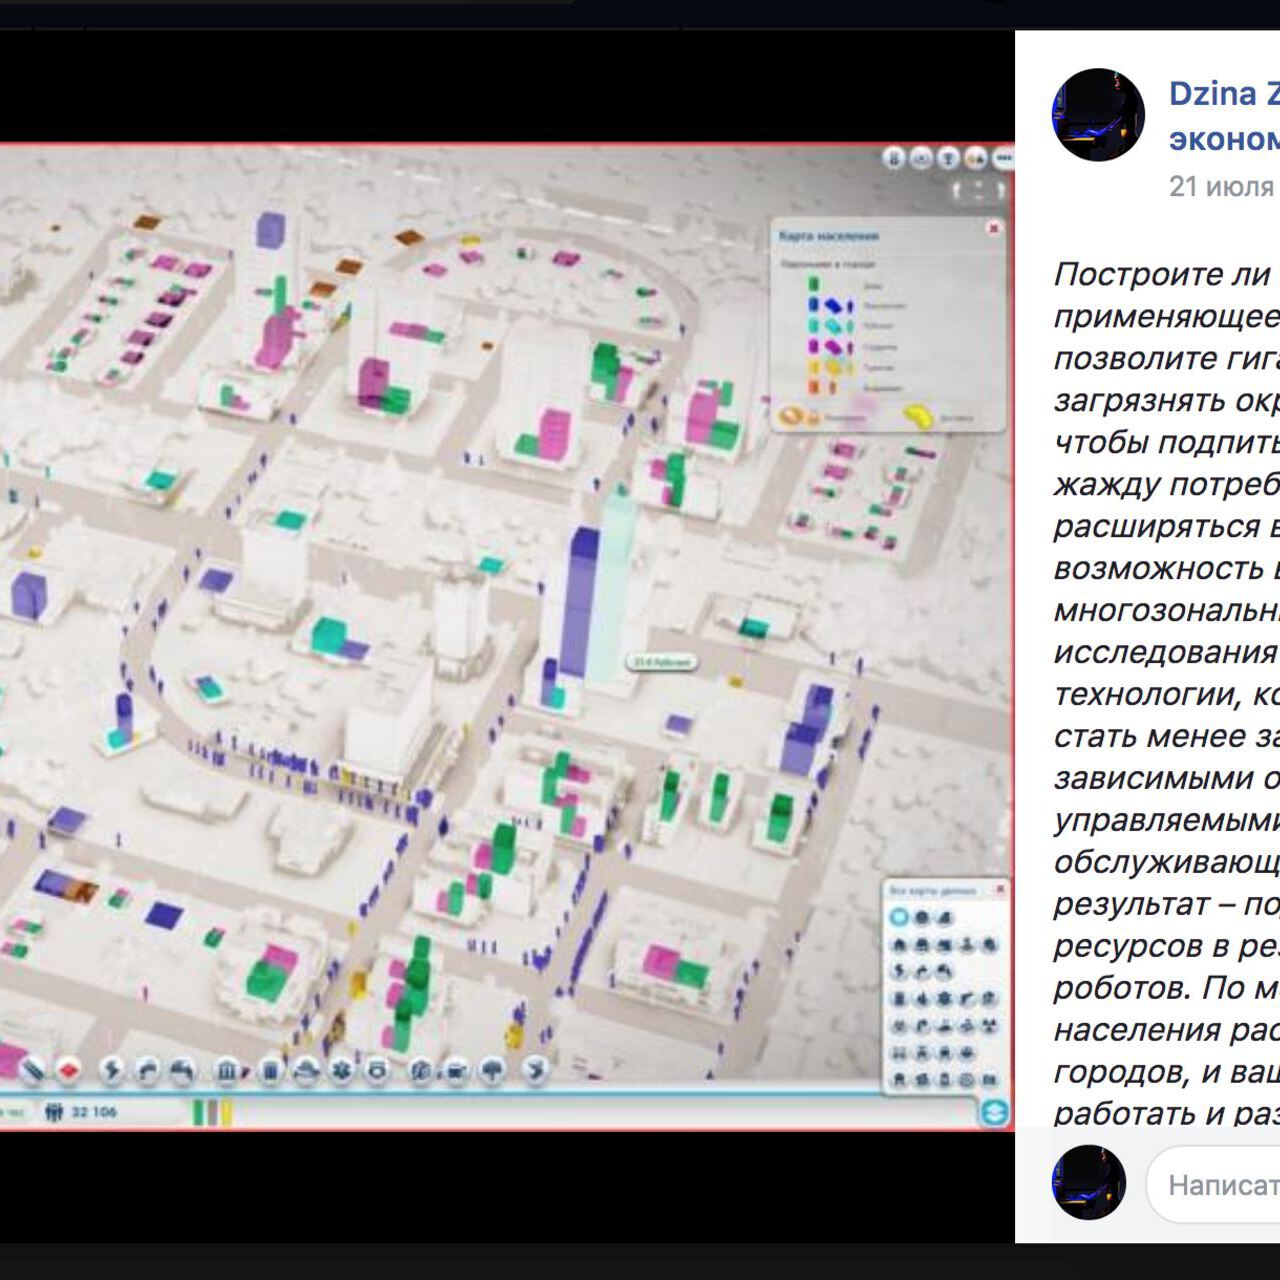 Dzina Z
эконом
21 июля
Карта населения
Население в городе
Все карты данных
32 106
Построите ли
применяющее
позволите гига
загрязнять окр
чтобы подпить
жажду потреб
расширяться в
возможность в
многозональн
исследования
технологии, ко
стать менее за
зависимыми о
управляемыми
обслуживающ
результат – по
ресурсов в рез
роботов. По м
населения рас
городов, и ваш
работать и раз
Написат